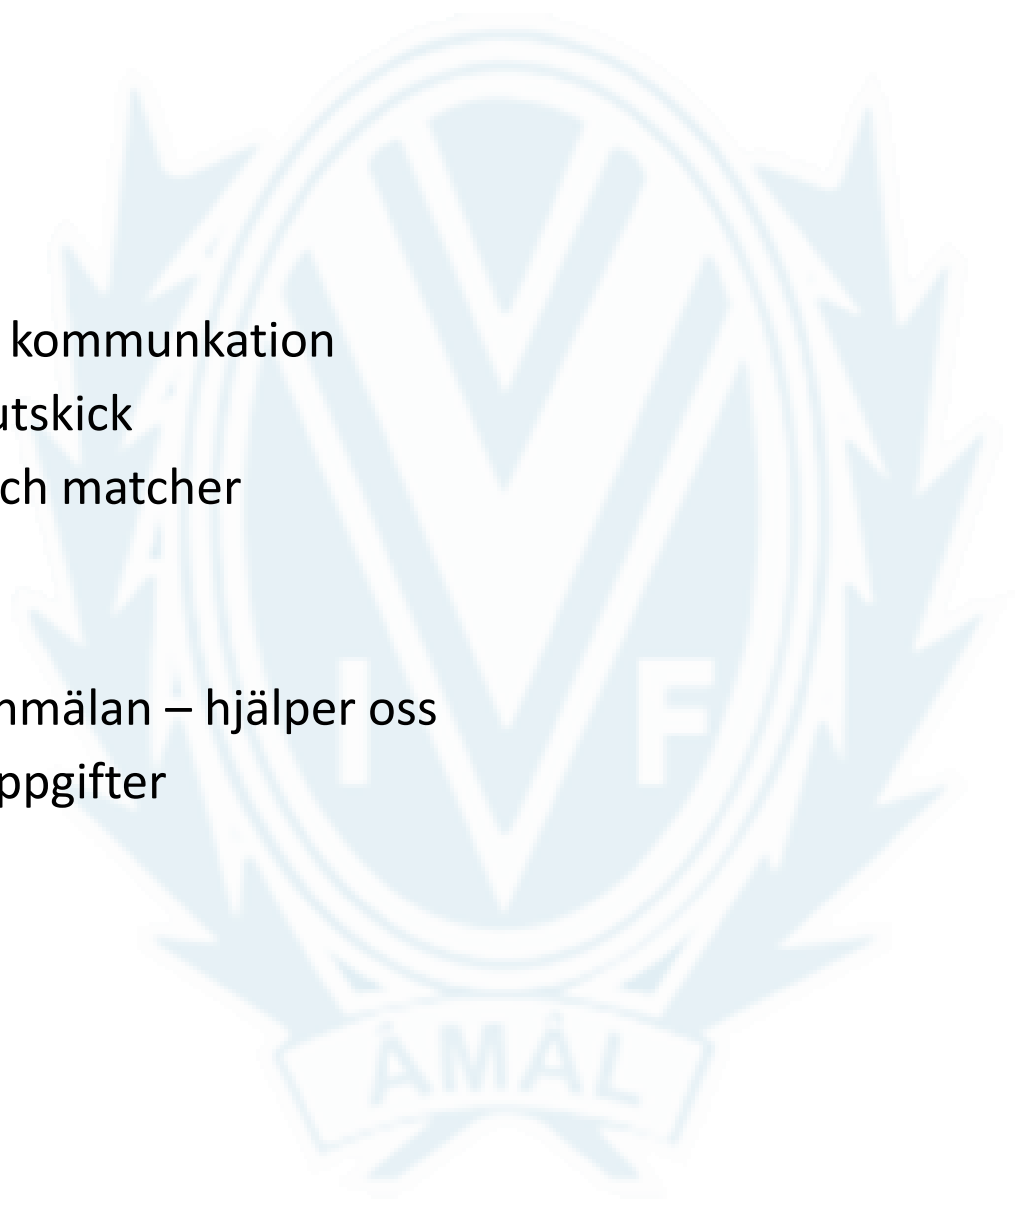 kommunkation
utskick
ch matcher
nmälan – hjälper oss
ppgifter
V
I F
ÅMÅL